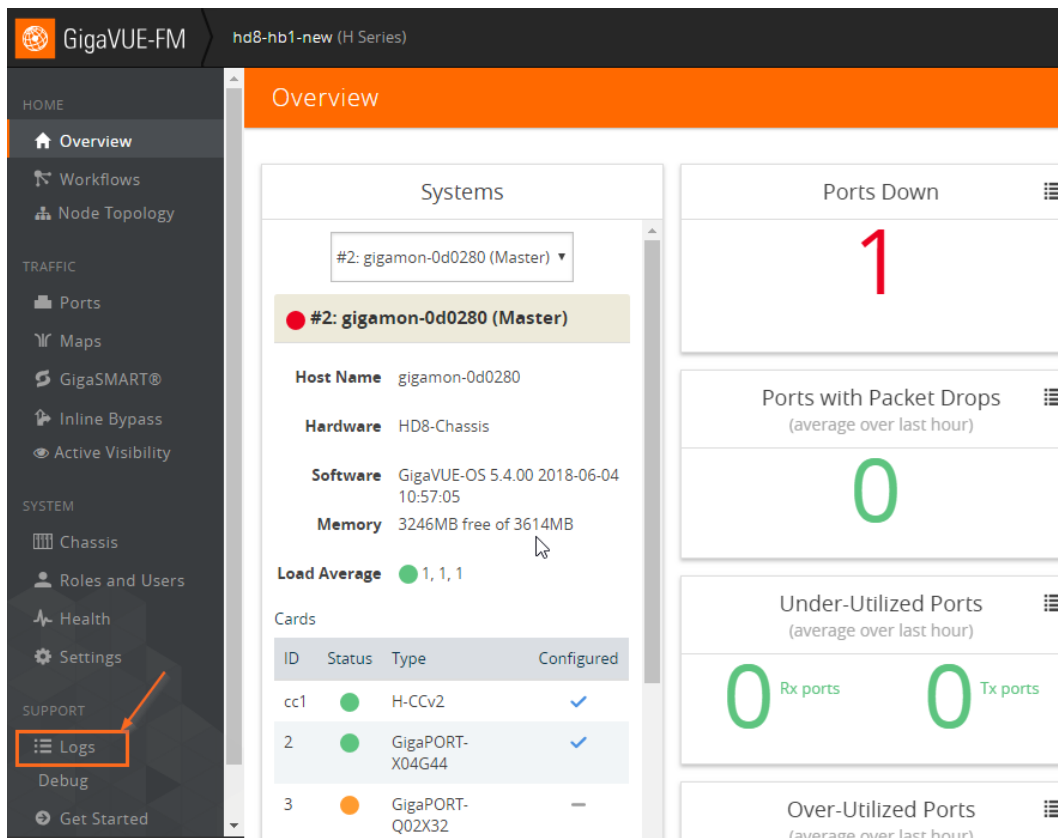 GigaVUE-FM
hd8-hb1-new (H Series)
HOME
Overview
Workflows
Node Topology
TRAFFIC
Ports
Maps
GigaSMART®
Inline Bypass
Active Visibility
SYSTEM
Chassis
Roles and Users
Health
Settings
SUPPORT
Logs
Debug
Get Started
Overview
Systems
#2: gigamon-0d0280 (Master)
#2: gigamon-0d0280 (Master)
Host Name gigamon-0d0280
Hardware HD8-Chassis
Software GigaVUE-OS 5.4.00 2018-06-04
10:57:05
Memory 3246MB free of 3614MB
Load Average 1, 1, 1
Cards
ID Status Type Configured
cc1 H-CCv2
2 GigaPORT-
X04G44
3 GigaPORT-
Q02X32
Ports Down
1
Ports with Packet Drops
(average over last hour)
0
Under-Utilized Ports
(average over last hour)
0 Rx ports 0 Tx ports
Over-Utilized Ports
(average over last hour)